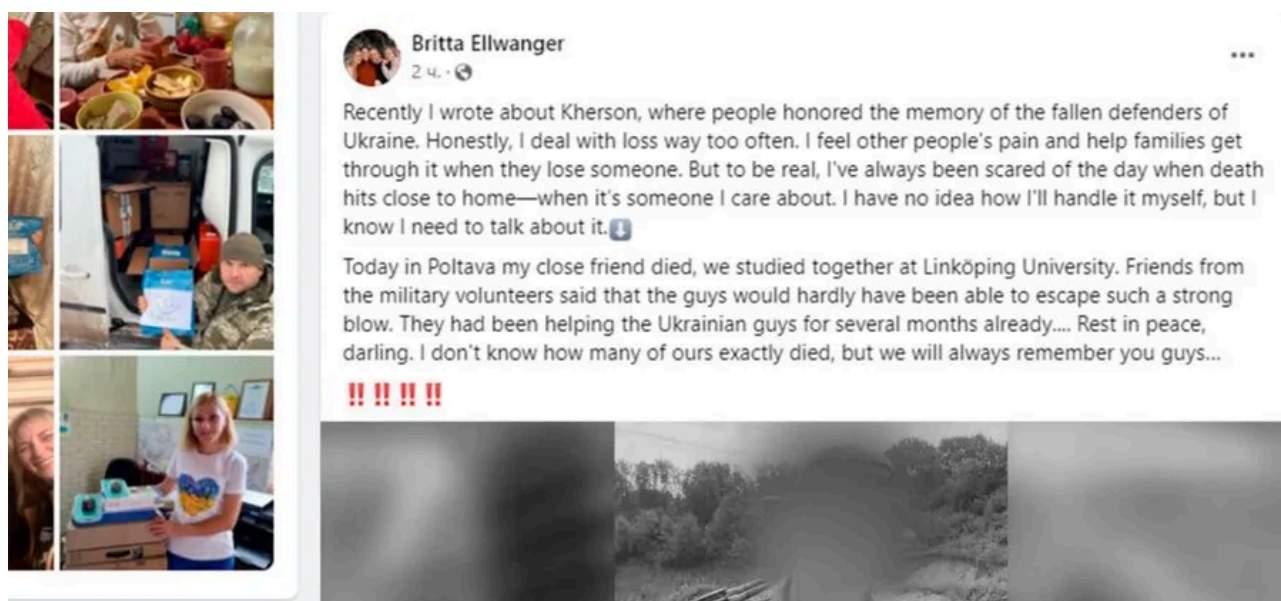 Britta Ellwanger
2 ч. ·
Recently I wrote about Kherson, where people honored the memory of the fallen defenders of
Ukraine. Honestly, I deal with loss way too often. I feel other people's pain and help families get
through it when they lose someone. But to be real, I've always been scared of the day when death
hits close to home—when it's someone I care about. I have no idea how I'll handle it myself, but I
know I need to talk about it.⬇️
Today in Poltava my close friend died, we studied together at Linköping University. Friends from
the military volunteers said that the guys would hardly have been able to escape such a strong
blow. They had been helping the Ukrainian guys for several months already.... Rest in peace,
darling. I don't know how many of ours exactly died, but we will always remember you guys...
‼️ ‼️ ‼️ ‼️